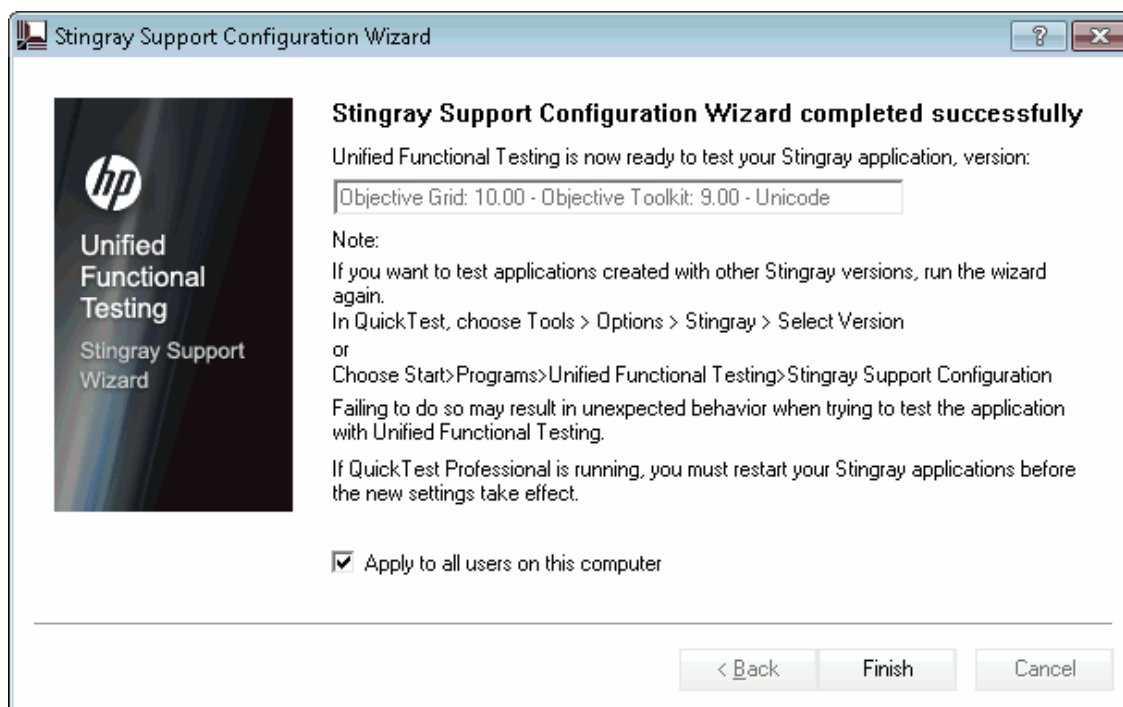 Stingray Support Configuration Wizard
?
hp
Unified
Functional
Testing
Stingray Support
Wizard
Stingray Support Configuration Wizard completed successfully
Unified Functional Testing is now ready to test your Stingray application, version:
Objective Grid: 10.00 - Objective Toolkit: 9.00 - Unicode
Note:
If you want to test applications created with other Stingray versions, run the wizard
again.
In QuickTest, choose Tools > Options > Stingray > Select Version
or
Choose Start>Programs>Unified Functional Testing>Stingray Support Configuration
Failing to do so may result in unexpected behavior when trying to test the application
with Unified Functional Testing.
If QuickTest Professional is running, you must restart your Stingray applications before
the new settings take effect.
Apply to all users on this computer
< Back
Finish
Cancel